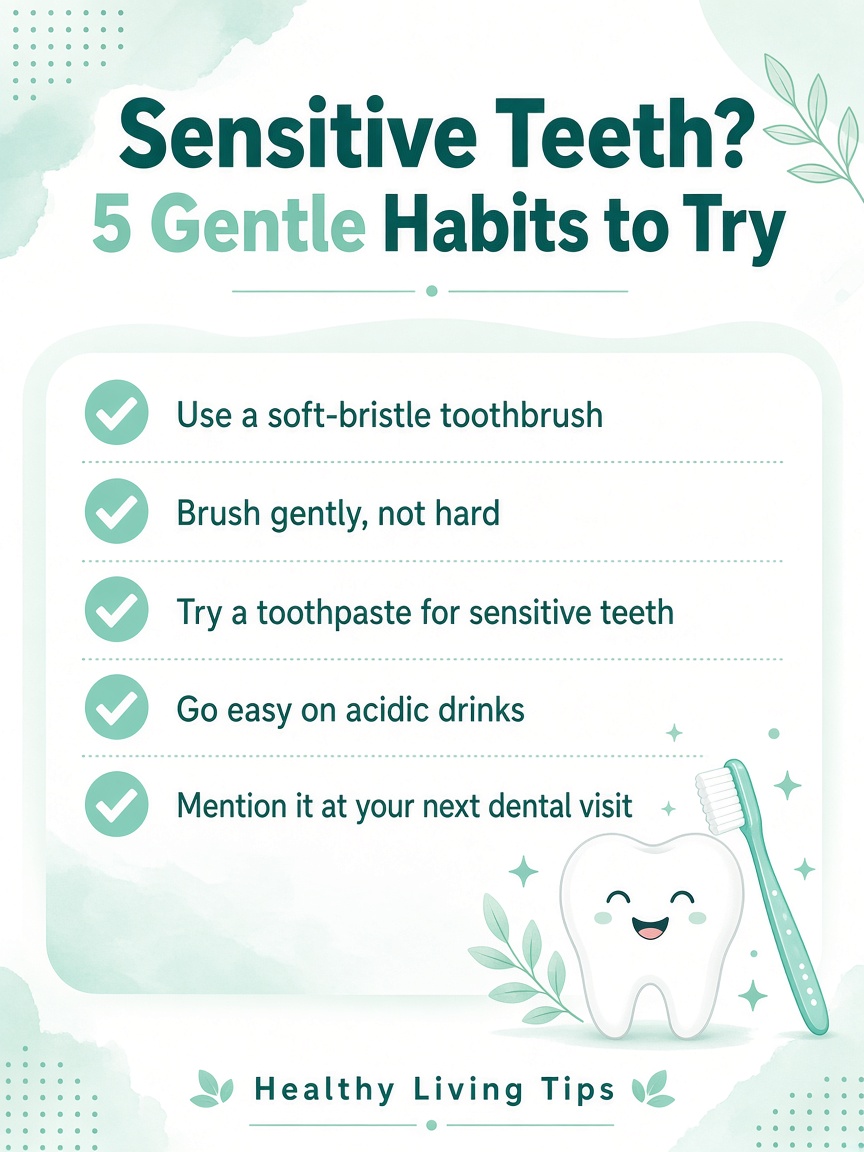 Sensitive Teeth?
5 Gentle Habits to Try
Use a soft-bristle toothbrush
Brush gently, not hard
Try a toothpaste for sensitive teeth
Go easy on acidic drinks
Mention it at your next dental visit
Healthy Living Tips